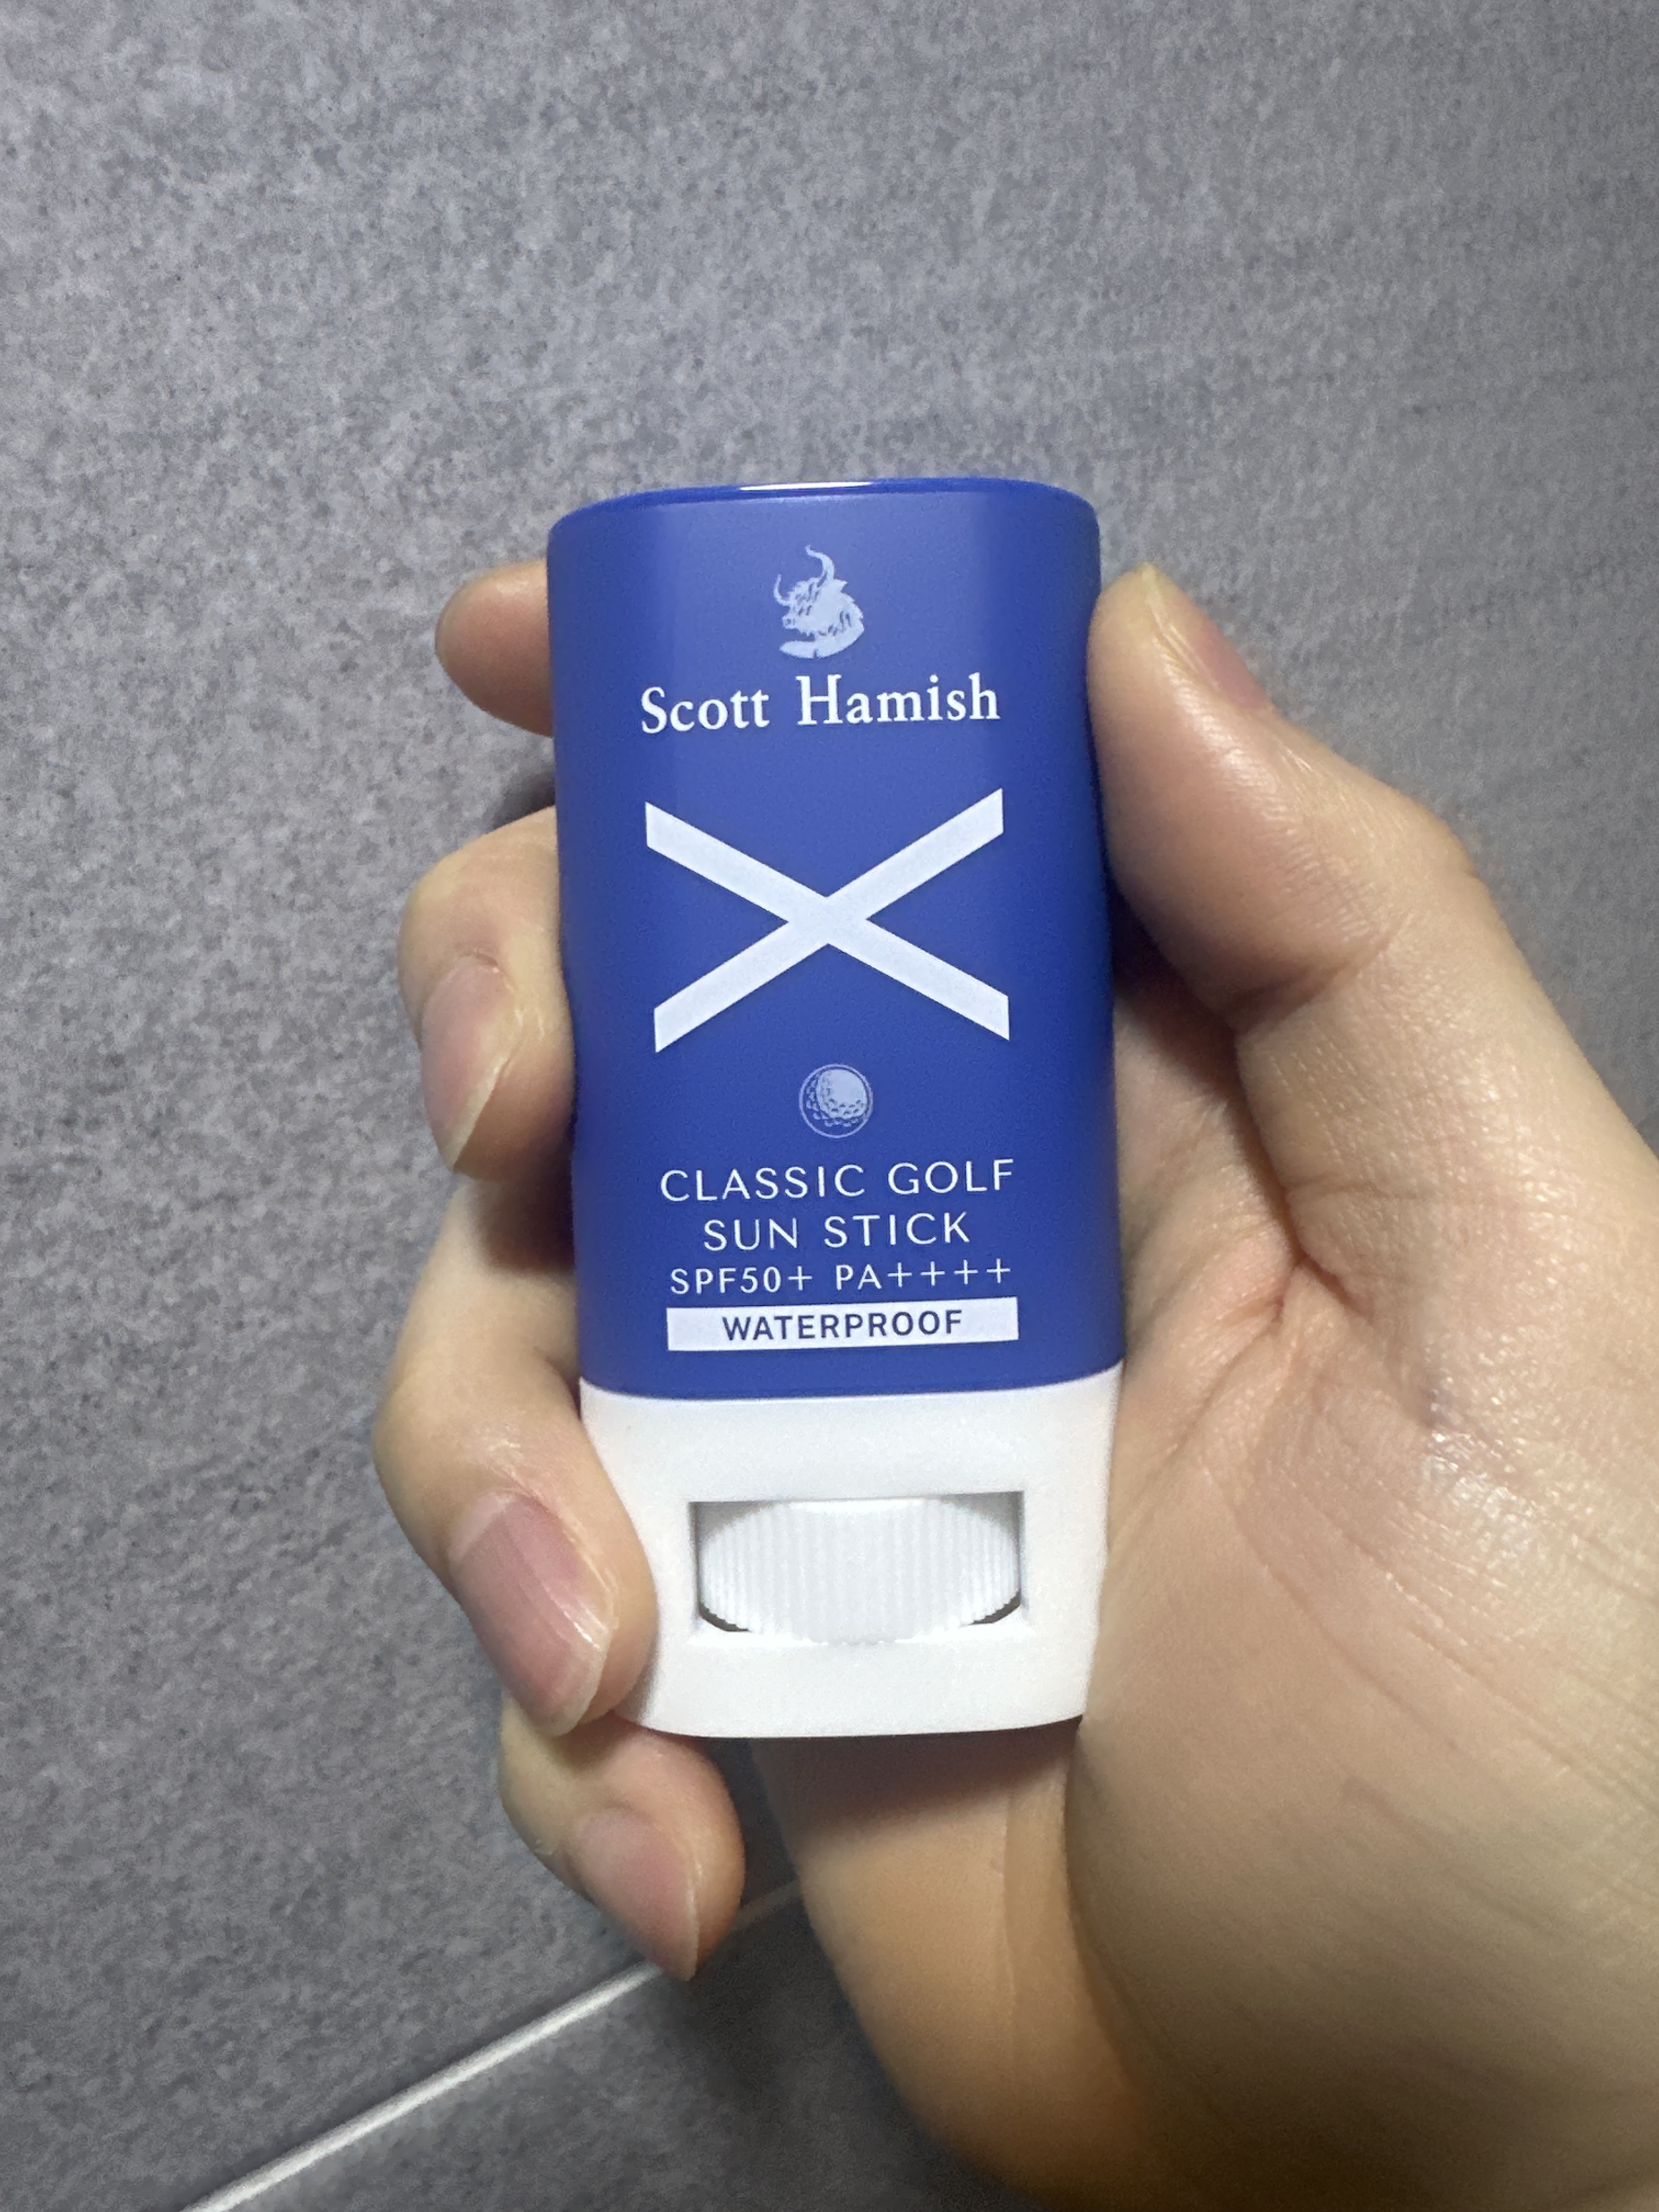 Scott Hamish
CLASSIC GOLF
SUN STICK
SPF50+ PA++++
WATERPROOF